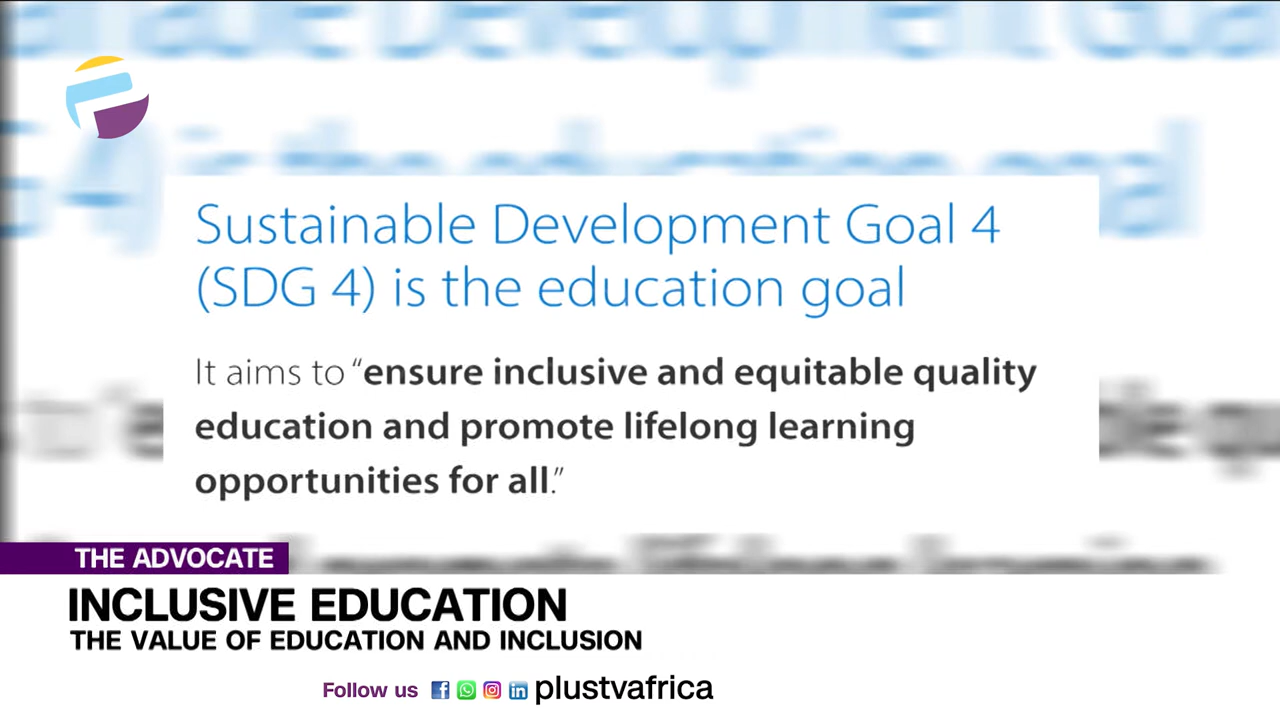 Sustainable Development Goal 4
(SDG 4) is the education goal
It aims to “ensure inclusive and equitable quality
education and promote lifelong learning
opportunities for all.”
THE ADVOCATE
INCLUSIVE EDUCATION
THE VALUE OF EDUCATION AND INCLUSION
Follow us plustvafrica